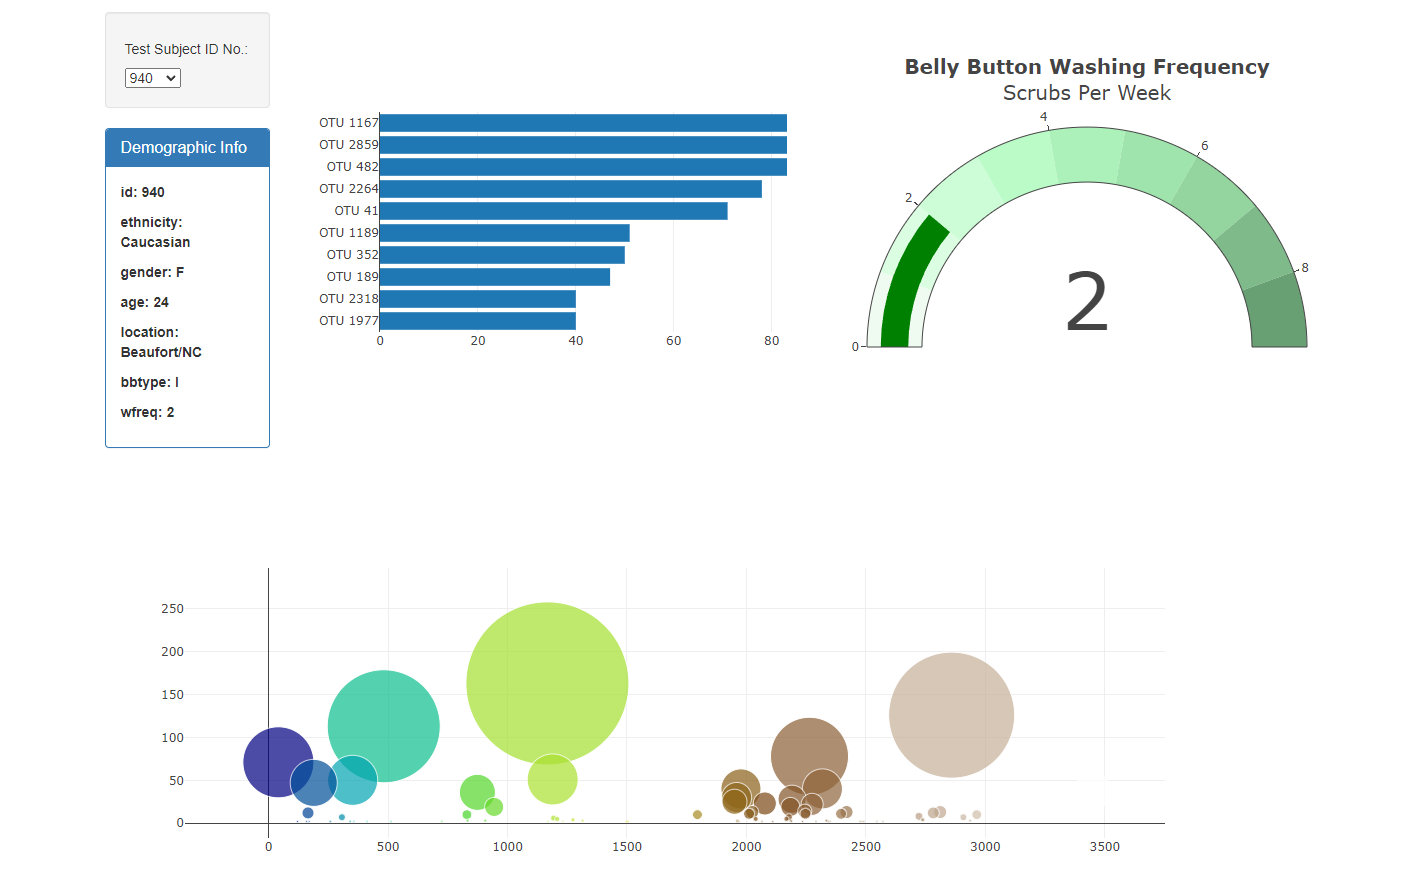 Test Subject ID No.:
940
Demographic Info
id: 940
ethnicity:
Caucasian
gender: F
age: 24
location:
Beaufort/NC
bbtype: I
wfreq: 2
OTU 1167
OTU 2859
OTU 482
OTU 2264
OTU 41
OTU 1189
OTU 352
OTU 189
OTU 2318
OTU 1977
0 20 40 60 80
Belly Button Washing Frequency
Scrubs Per Week
0
2
4
6
8
2
250
200
150
100
50
0
0 500 1000 1500 2000 2500 3000 3500